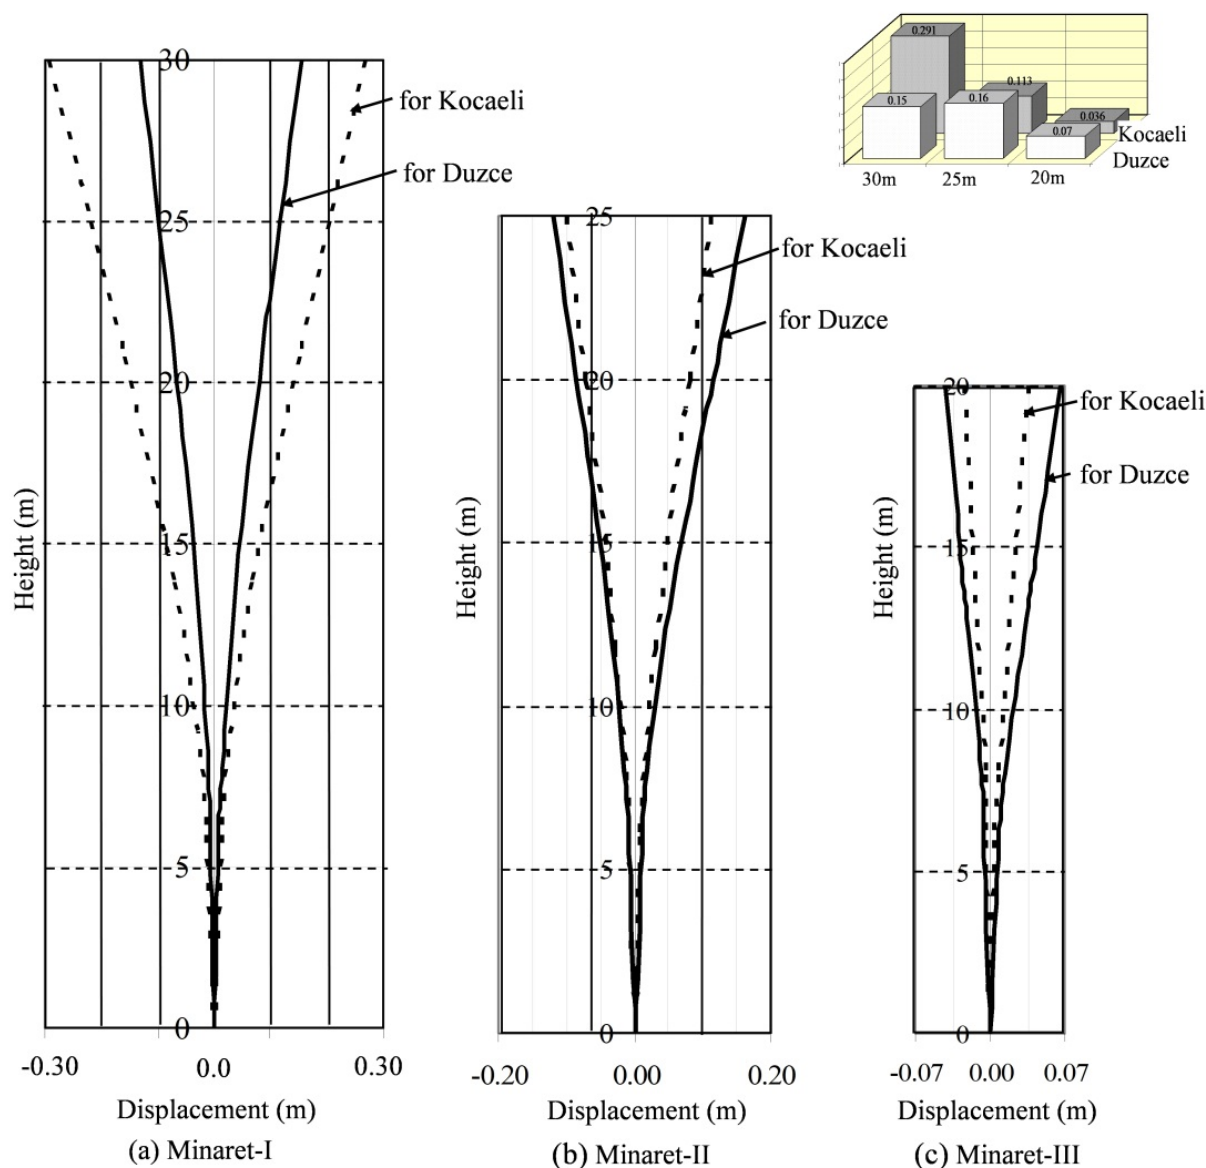 30
for Kocaeli
for Duzce
25
20
15
10
5
0
Height (m)
-0.30 0.0 0.30
Displacement (m)
(a) Minaret-I
25
for Kocaeli
for Duzce
20
15
10
5
0
Height (m)
-0.20 0.00 0.20
Displacement (m)
(b) Minaret-II
0.291
0.113
0.036
0.15
0.16
0.07
Kocaeli
Duzce
30m 25m 20m
20
for Kocaeli
for Duzce
15
10
5
0
Height (m)
-0.07 0.00 0.07
Displacement (m)
(c) Minaret-III